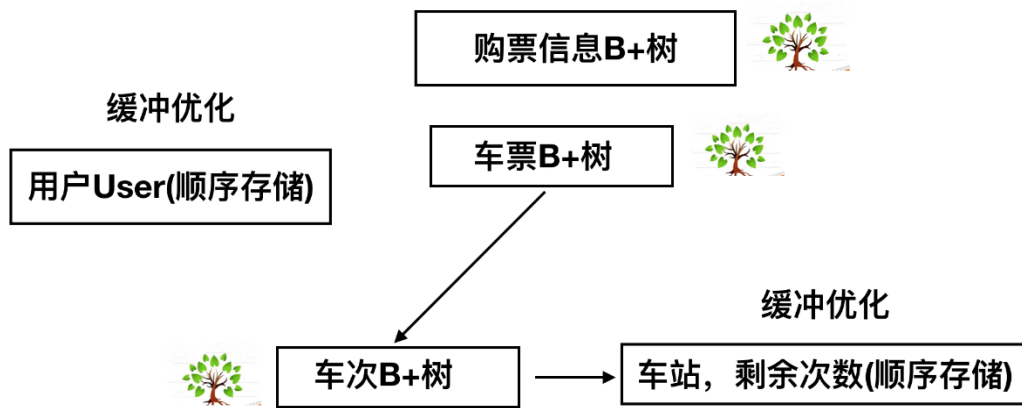 购票信息B+树
缓冲优化
车票B+树
用户User(顺序存储)
缓冲优化
车次B+树
车站，剩余次数(顺序存储)